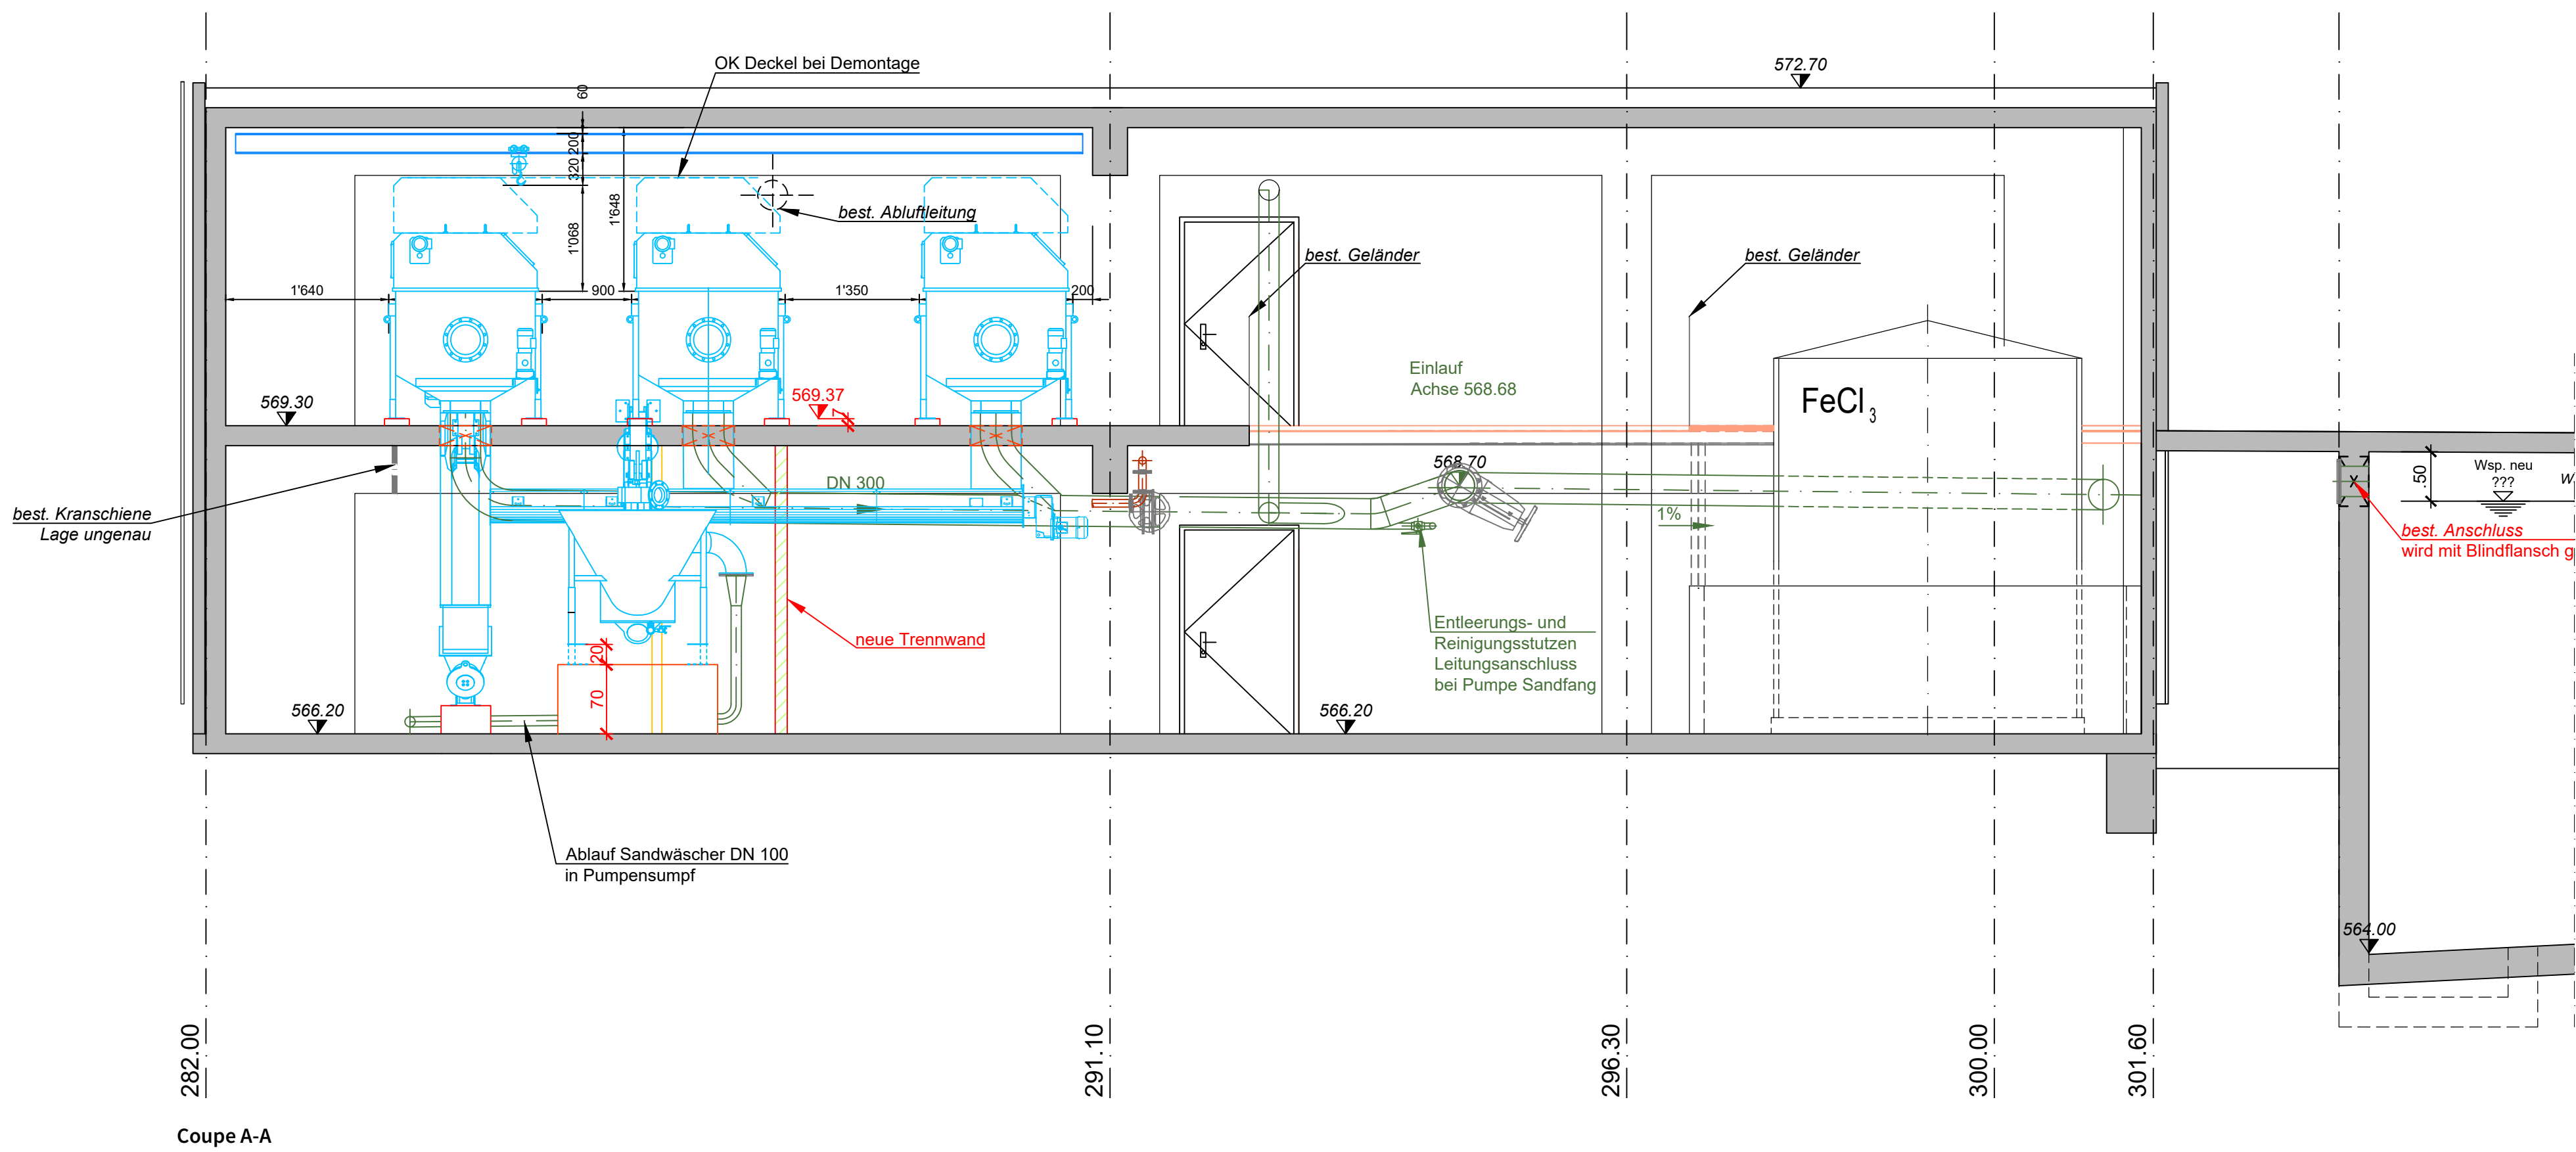 OK Deckel bei Demontage
572.70
60
200
320
1'648
1'068
best. Abluftleitung
best. Geländer
best. Geländer
1'640
900
1'350
200
Einlauf
Achse 568.68
569.30
569.37
7
FeCl3
DN 300
568.70
1%
.50
Wsp. neu
???
best. Kranschiene
Lage ungenau
best. Anschluss
wird mit Blindflansch
neue Trennwand
Entleerungs- und
Reinigungsstutzen
Leitungsanschluss
bei Pumpe Sandfang
20
70
566.20
566.20
Ablauf Sandwäscher DN 100
in Pumpensumpf
564.00
282.00
291.10
296.30
300.00
301.60
Coupe A-A